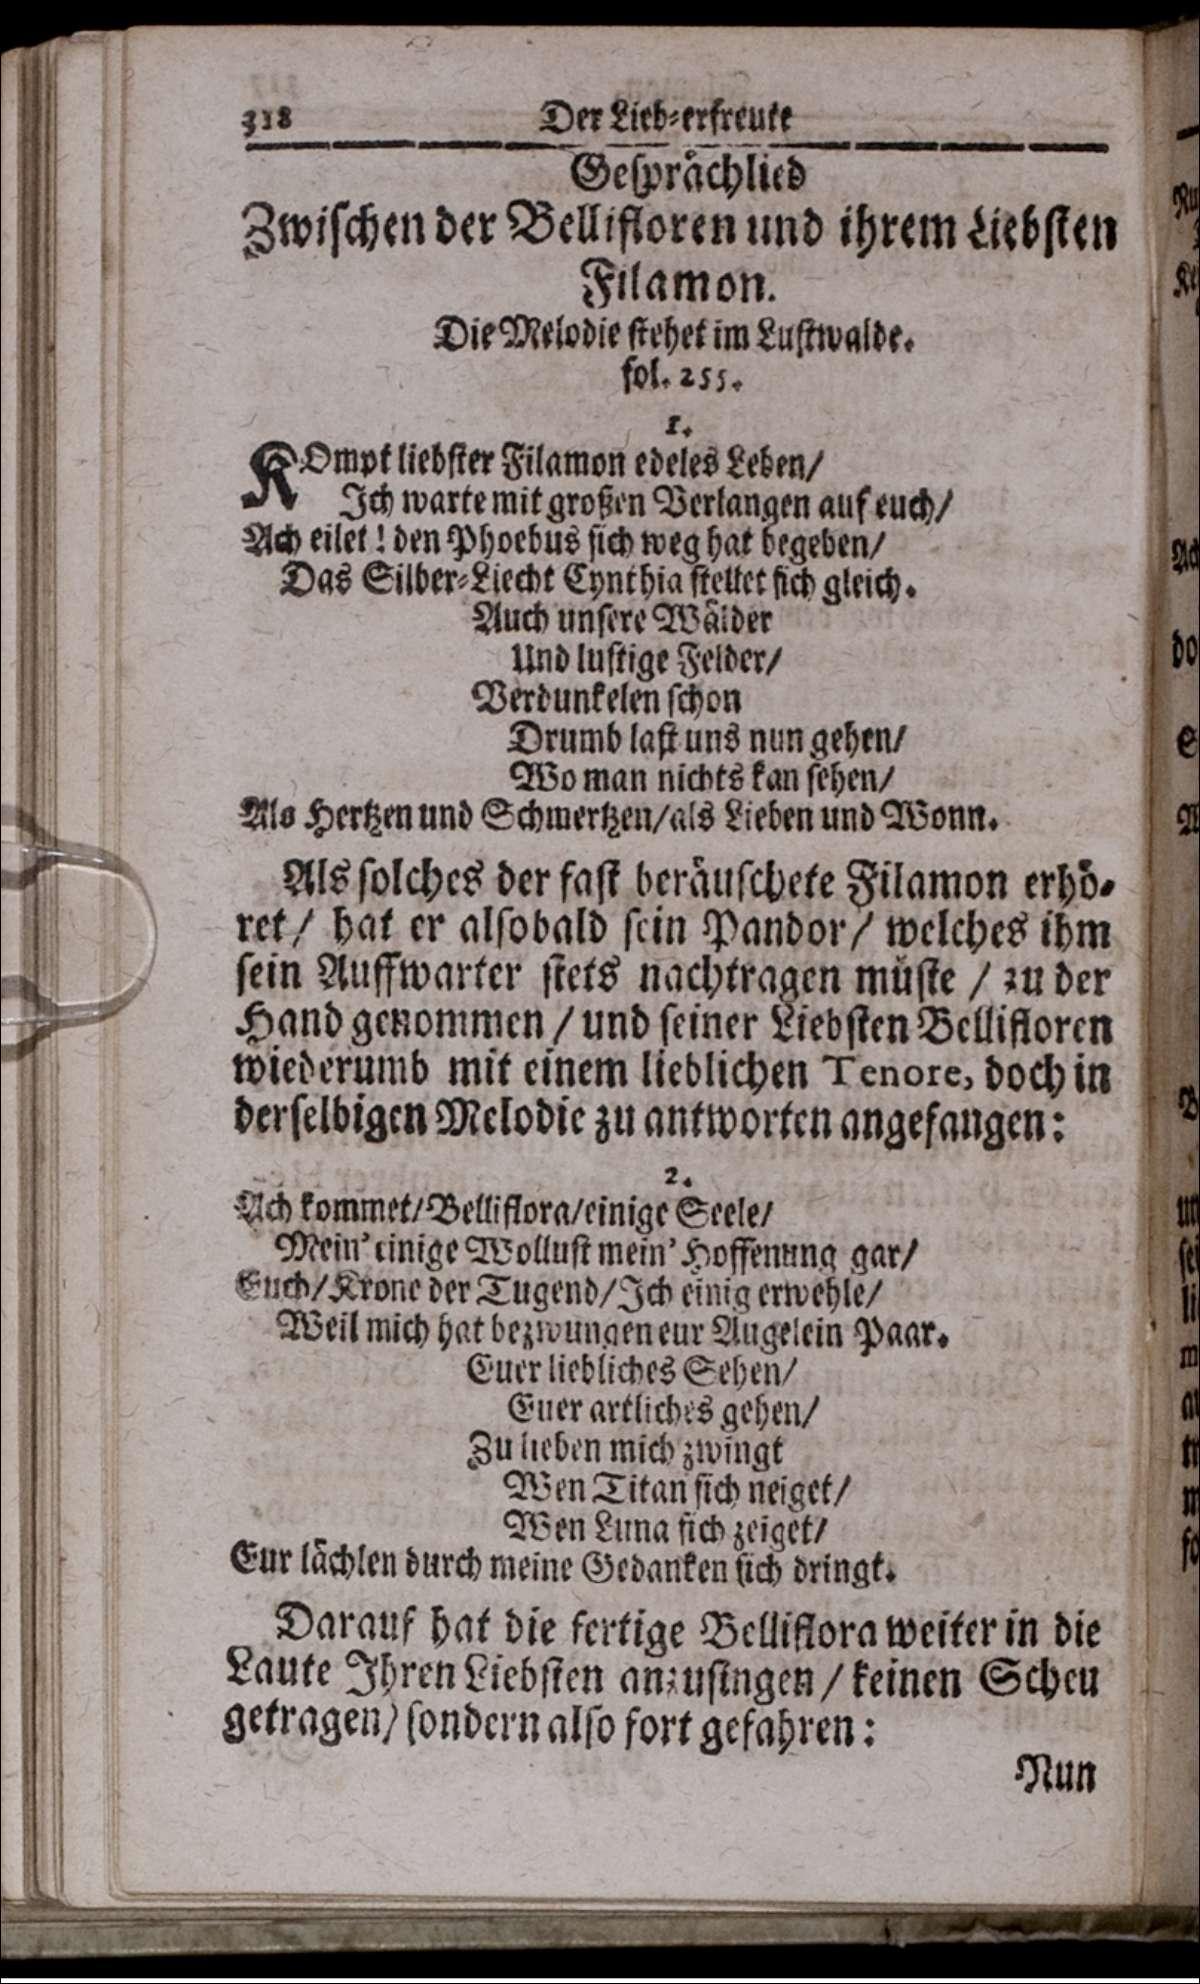 318 Der Lieb-erfreute
Gesprächlied
Zwischen der Bellifloren und ihrem Liebsten
Filamon.
Die Melodie stehet im Lustwalde.
fol. 255.
1.
KOmpt liebster Filamon edeles Leben/
Ich warte mit großen Verlangen auf euch/
Ach eilet! den Phoebus sich weg hat begeben/
Das Silber-Liecht Cynthia stellet sich gleich.
Auch unsere Wälder
Und lustige Felder/
Verdunkelen schon
Drumb last uns nun gehen/
Wo man nichts kan sehen/
Als Hertzen und Schmertzen/als Lieben und Wonn.
Als solches der fast beräuschete Filamon erhö-
ret/ hat er alsobald sein Pandor/ welches ihm
sein Auffwarter stets nachtragen müste / zu der
Hand genommen / und seiner Liebsten Bellifloren
wiederumb mit einem lieblichen Tenore, doch in
derselbigen Melodie zu antworten angefangen:
2.
Ach kommet/Belliflora/einige Seele/
Mein' einige Wollust mein' Hoffenung gar/
Euch/Krone der Tugend/Ich einig erwehle/
Weil mich hat bezwungen eur Augelein Paar.
Euer liebliches Sehen/
Euer artliches gehen/
Zu lieben mich zwingt
Wen Titan sich neiget/
Wen Luna sich zeiget/
Eur lächlen durch meine Gedanken sich dringt.
Darauf hat die fertige Belliflora weiter in die
Laute Ihren Liebsten anzusingen / keinen Scheu
getragen/ sondern also fort gefahren:
Nun